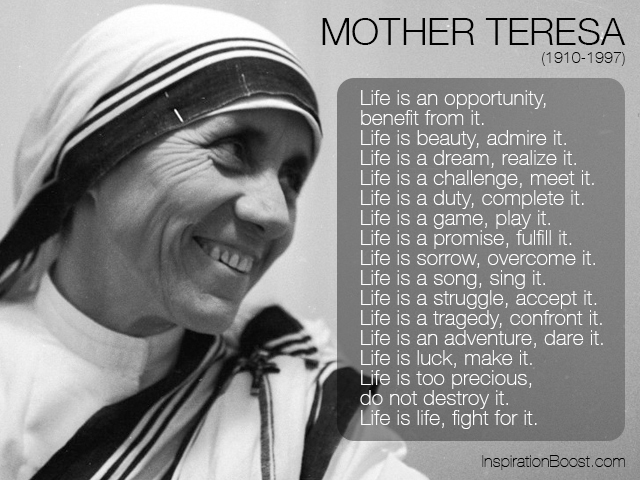 MOTHER TERESA
(1910-1997)
Life is an opportunity,
benefit from it.
Life is beauty, admire it.
Life is a dream, realize it.
Life is a challenge, meet it.
Life is a duty, complete it.
Life is a game, play it.
Life is a promise, fulfill it.
Life is sorrow, overcome it.
Life is a song, sing it.
Life is a struggle, accept it.
Life is a tragedy, confront it.
Life is an adventure, dare it.
Life is luck, make it.
Life is too precious,
do not destroy it.
Life is life, fight for it.
InspirationBoost.com